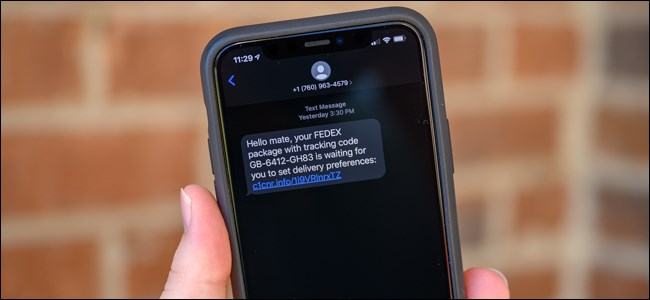 11:29
+1 (760) 963-4579 >
Text Message
Yesterday 3:30 PM
Hello mate, your FEDEX
package with tracking code
GB-6412-GH83 is waiting for
you to set delivery preferences:
c1cnr.info/1I9VRlnrxTZ